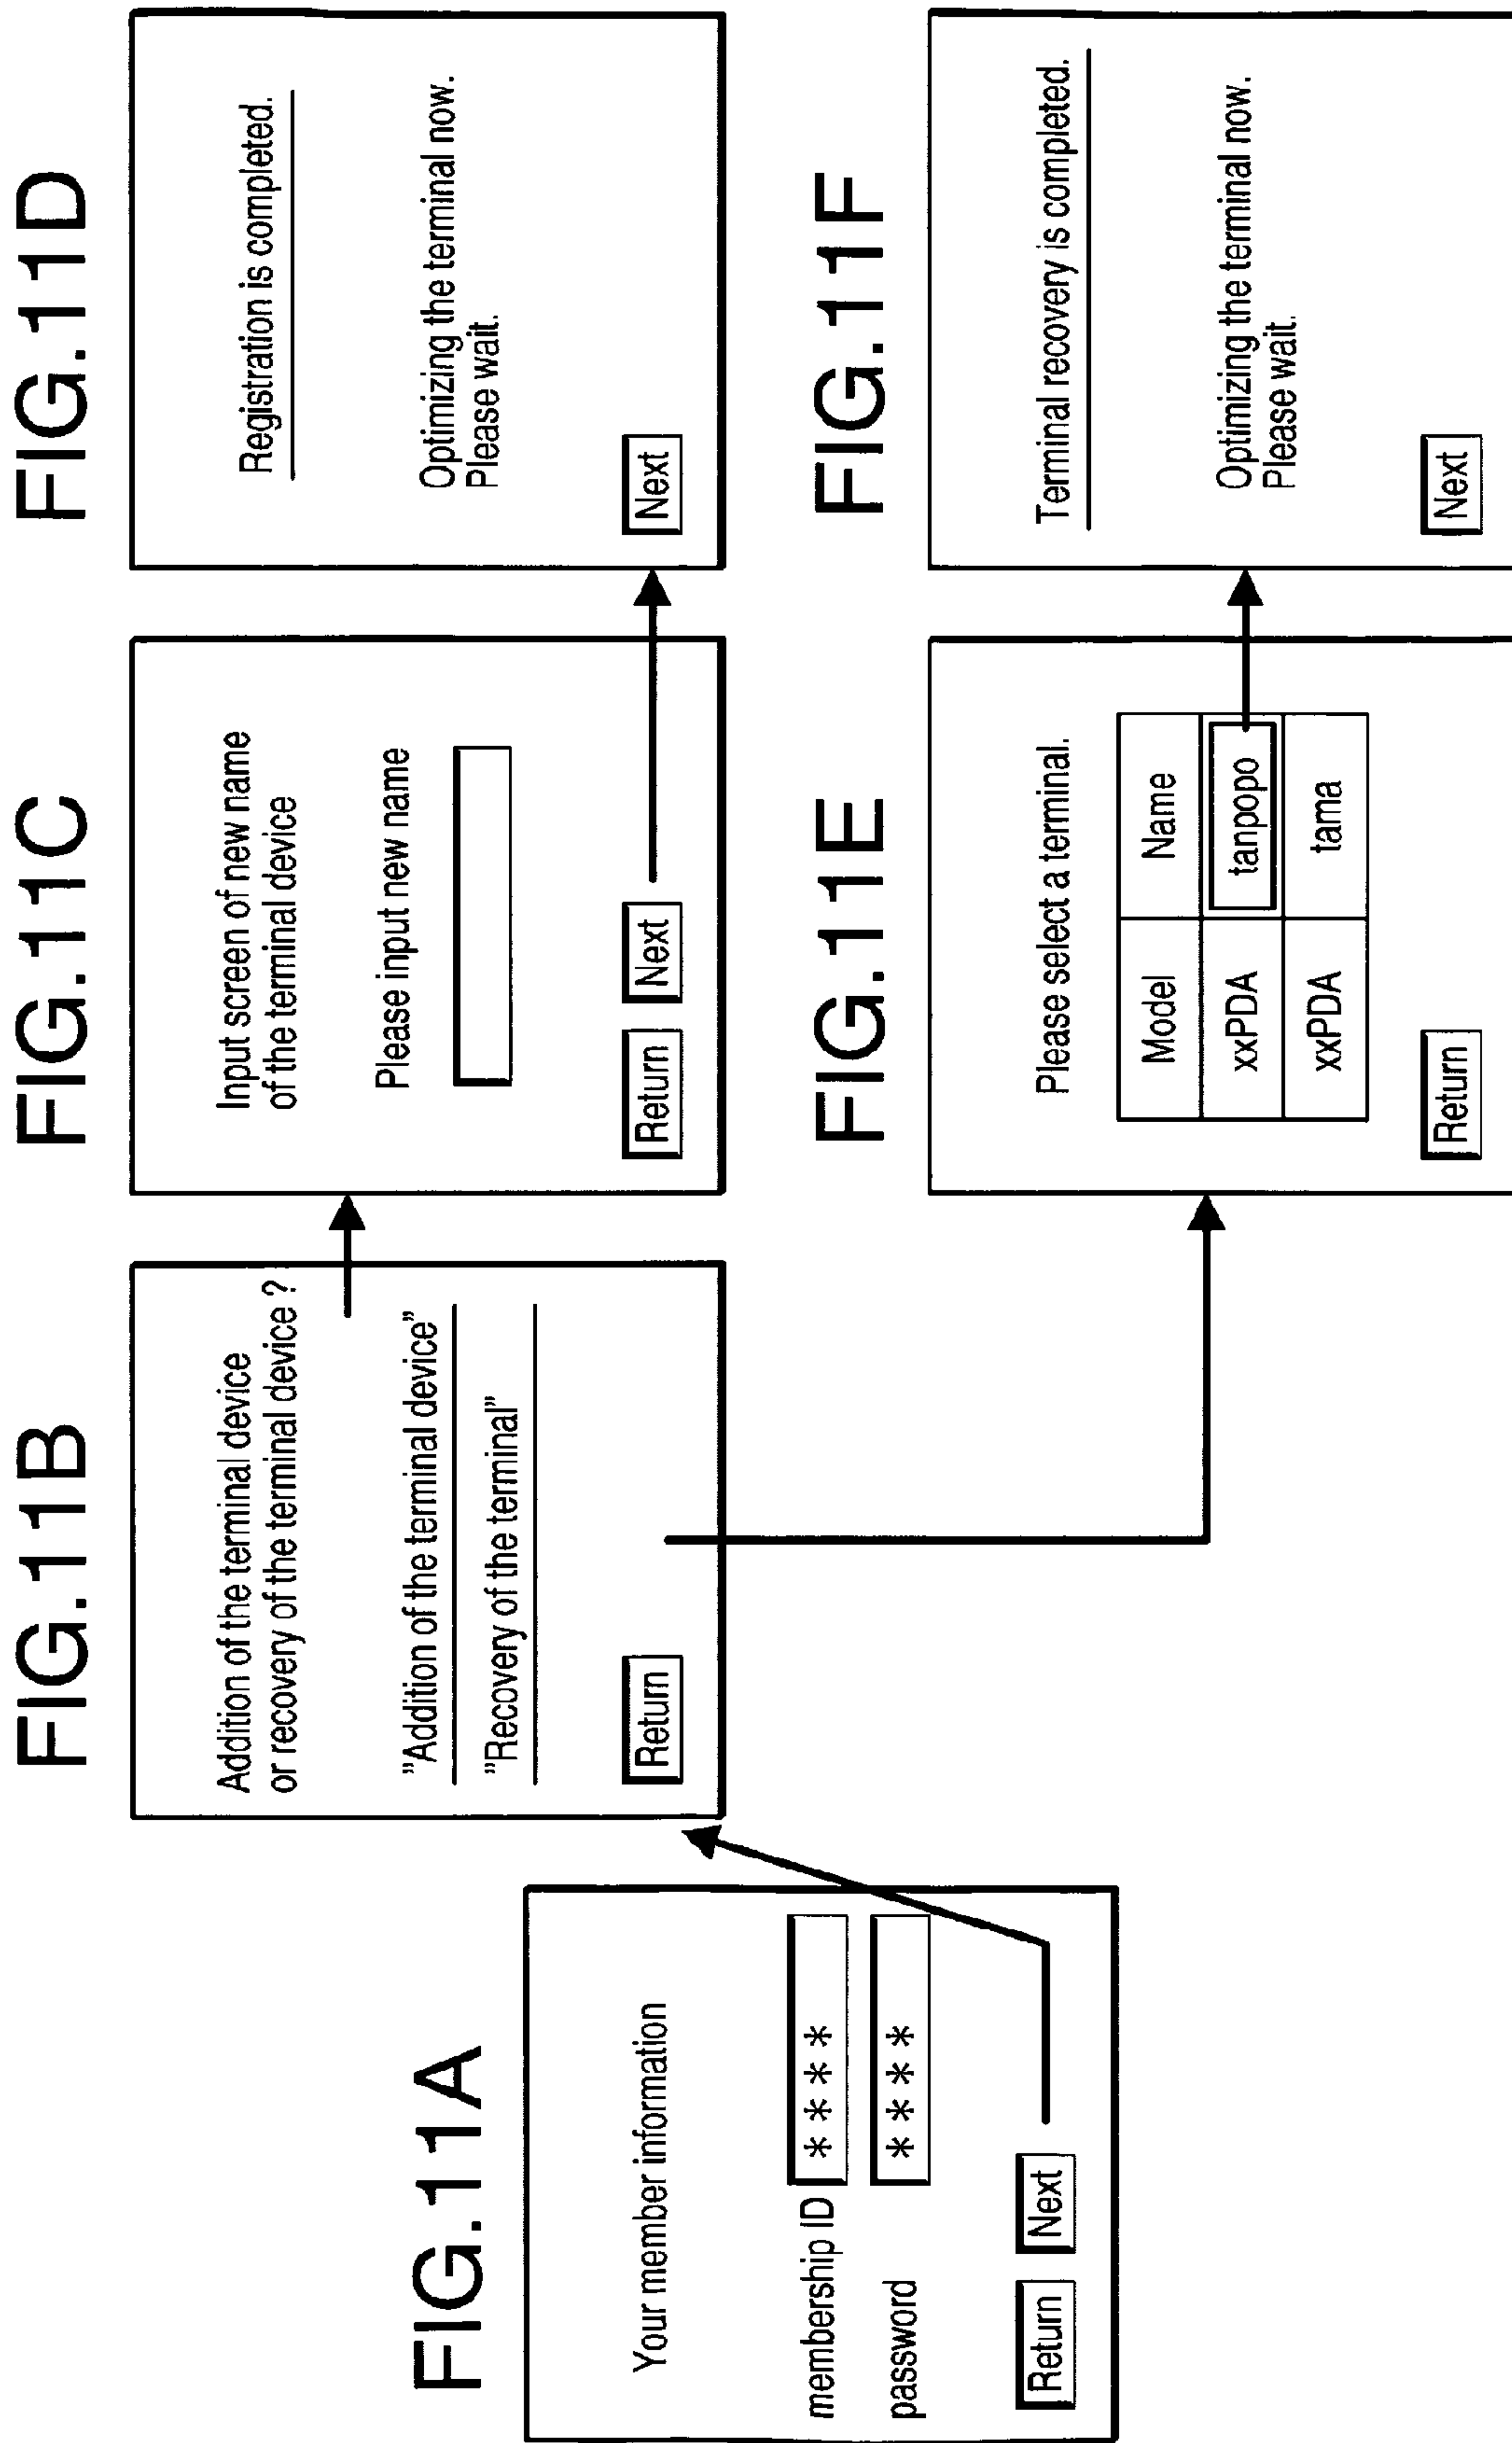 FIG.11A
Your member information
membership ID ****
password ****
Return Next
FIG.11B
Addition of the terminal device
or recovery of the terminal device ?
"Addition of the terminal device"
"Recovery of the terminal"
Return
FIG.11C
Input screen of new name
of the terminal device
Please input new name
Return Next
FIG.11D
Registration is completed.
Optimizing the terminal now.
Please wait.
Next
FIG.11E
Please select a terminal.
Model Name
xxPDA tanpopo
xxPDA tama
Return
FIG.11F
Terminal recovery is completed.
Optimizing the terminal now.
Please wait.
Next